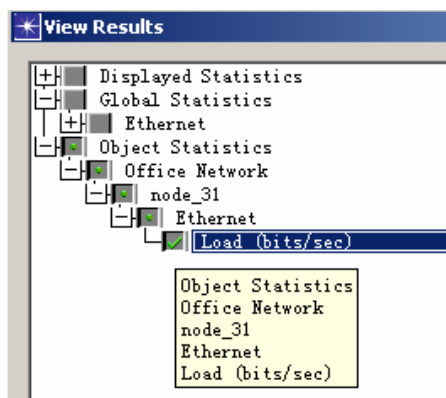 View Results
Displayed Statistics
Global Statistics
Ethernet
Object Statistics
Office Network
node_31
Ethernet
Load (bits/sec)
Object Statistics
Office Network
node_31
Ethernet
Load (bits/sec)